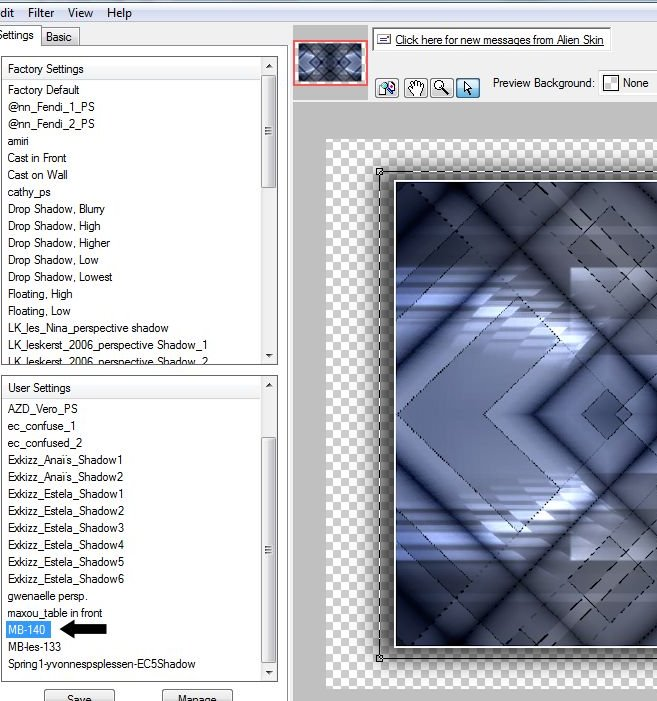 dit Filter View Help
Settings Basic
Click here for new messages from Alien Skin
Preview Background: None
Factory Settings
Factory Default
@nn_Fendi_1_PS
@nn_Fendi_2_PS
amiri
Cast in Front
Cast on Wall
cathy_ps
Drop Shadow, Blurry
Drop Shadow, High
Drop Shadow, Higher
Drop Shadow, Low
Drop Shadow, Lowest
Floating, High
Floating, Low
LK_les_Nina_perspective shadow
LK_leskerst_2006_perspective Shadow_1
LK_leskerst_2006_perspective Shadow_2
User Settings
AZD_Vero_PS
ec_confuse_1
ec_confused_2
Exkizz_Anaïs_Shadow1
Exkizz_Anaïs_Shadow2
Exkizz_Estela_Shadow1
Exkizz_Estela_Shadow2
Exkizz_Estela_Shadow3
Exkizz_Estela_Shadow4
Exkizz_Estela_Shadow5
Exkizz_Estela_Shadow6
gwenaelle persp.
maxou_table in front
MB-140
MB-les-133
Spring1-yvonnespsplessen-EC5Shadow
Save Manage